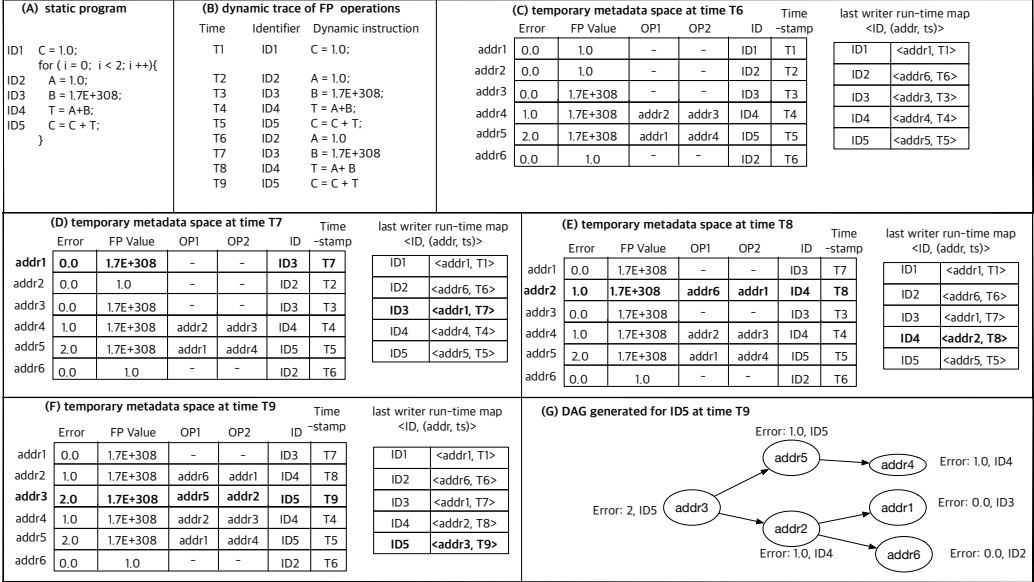 (A) static program
ID1 C = 1.0;
for ( i = 0; i < 2; i ++){
ID2 A = 1.0;
ID3 B = 1.7E+308;
ID4 T = A+B;
ID5 C = C + T;
}
(B) dynamic trace of FP operations
Time Identifier Dynamic instruction
T1 ID1 C = 1.0;
T2 ID2 A = 1.0;
T3 ID3 B = 1.7E+308;
T4 ID4 T = A+B;
T5 ID5 C = C + T;
T6 ID2 A = 1.0
T7 ID3 B = 1.7E+308
T8 ID4 T = A+ B
T9 ID5 C = C + T
(C) temporary metadata space at time T6
Error FP Value OP1 OP2 ID Time -stamp
addr1 0.0 1.0 - - ID1 T1
addr2 0.0 1.0 - - ID2 T2
addr3 0.0 1.7E+308 - - ID3 T3
addr4 1.0 1.7E+308 addr2 addr3 ID4 T4
addr5 2.0 1.7E+308 addr1 addr4 ID5 T5
addr6 0.0 1.0 - - ID2 T6
last writer run-time map
<ID, (addr, ts)>
ID1 <addr1, T1>
ID2 <addr6, T6>
ID3 <addr3, T3>
ID4 <addr4, T4>
ID5 <addr5, T5>
(D) temporary metadata space at time T7
Error FP Value OP1 OP2 ID Time -stamp
addr1 0.0 1.7E+308 - - ID3 T7
addr2 0.0 1.0 - - ID2 T2
addr3 0.0 1.7E+308 - - ID3 T3
addr4 1.0 1.7E+308 addr2 addr3 ID4 T4
addr5 2.0 1.7E+308 addr1 addr4 ID5 T5
addr6 0.0 1.0 - - ID2 T6
last writer run-time map
<ID, (addr, ts)>
ID1 <addr1, T1>
ID2 <addr6, T6>
ID3 <addr1, T7>
ID4 <addr4, T4>
ID5 <addr5, T5>
(E) temporary metadata space at time T8
Error FP Value OP1 OP2 ID Time -stamp
addr1 0.0 1.7E+308 - - ID3 T7
addr2 1.0 1.7E+308 addr6 addr1 ID4 T8
addr3 0.0 1.7E+308 - - ID3 T3
addr4 1.0 1.7E+308 addr2 addr3 ID4 T4
addr5 2.0 1.7E+308 addr1 addr4 ID5 T5
addr6 0.0 1.0 - - ID2 T6
last writer run-time map
<ID, (addr, ts)>
ID1 <addr1, T1>
ID2 <addr6, T6>
ID3 <addr1, T7>
ID4 <addr2, T8>
ID5 <addr5, T5>
(F) temporary metadata space at time T9
Error FP Value OP1 OP2 ID Time -stamp
addr1 0.0 1.7E+308 - - ID3 T7
addr2 1.0 1.7E+308 addr6 addr1 ID4 T8
addr3 2.0 1.7E+308 addr5 addr2 ID5 T9
addr4 1.0 1.7E+308 addr2 addr3 ID4 T4
addr5 2.0 1.7E+308 addr1 addr4 ID5 T5
addr6 0.0 1.0 - - ID2 T6
last writer run-time map
<ID, (addr, ts)>
ID1 <addr1, T1>
ID2 <addr6, T6>
ID3 <addr1, T7>
ID4 <addr2, T8>
ID5 <addr3, T9>
(G) DAG generated for ID5 at time T9
Error: 1.0, ID5
addr5
addr4 Error: 1.0, ID4
Error: 2, ID5 addr3
addr1 Error: 0.0, ID3
addr2
Error: 1.0, ID4
addr6 Error: 0.0, ID2